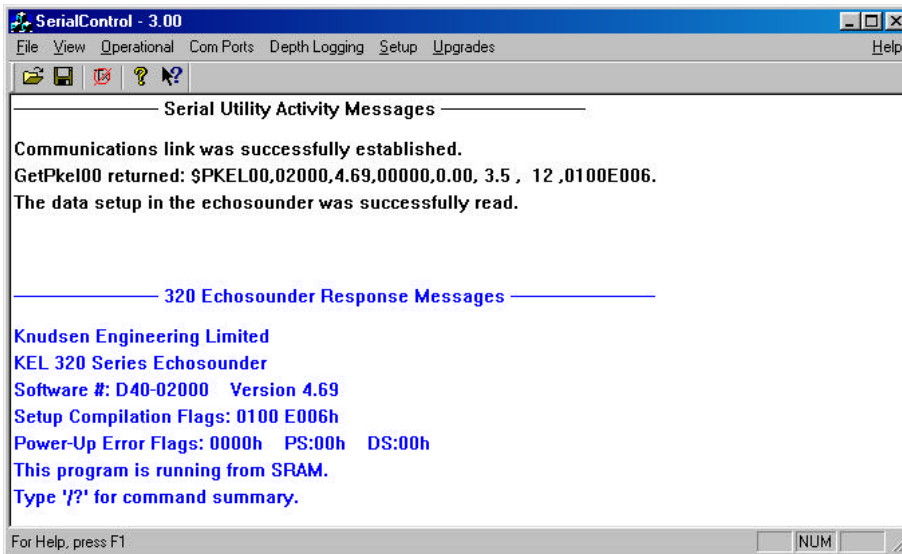 SerialControl - 3.00
File View Operational Com Ports Depth Logging Setup Upgrades Help
Serial Utility Activity Messages
Communications link was successfully established.
GetPkel00 returned: $PKEL00,02000,4.69,00000,0.00, 3.5 , 12 ,0100E006.
The data setup in the echosounder was successfully read.
320 Echosounder Response Messages
Knudsen Engineering Limited
KEL 320 Series Echosounder
Software #: D40-02000 Version 4.69
Setup Compilation Flags: 0100 E006h
Power-Up Error Flags: 0000h PS:00h DS:00h
This program is running from SRAM.
Type '/?' for command summary.
For Help, press F1 NUM